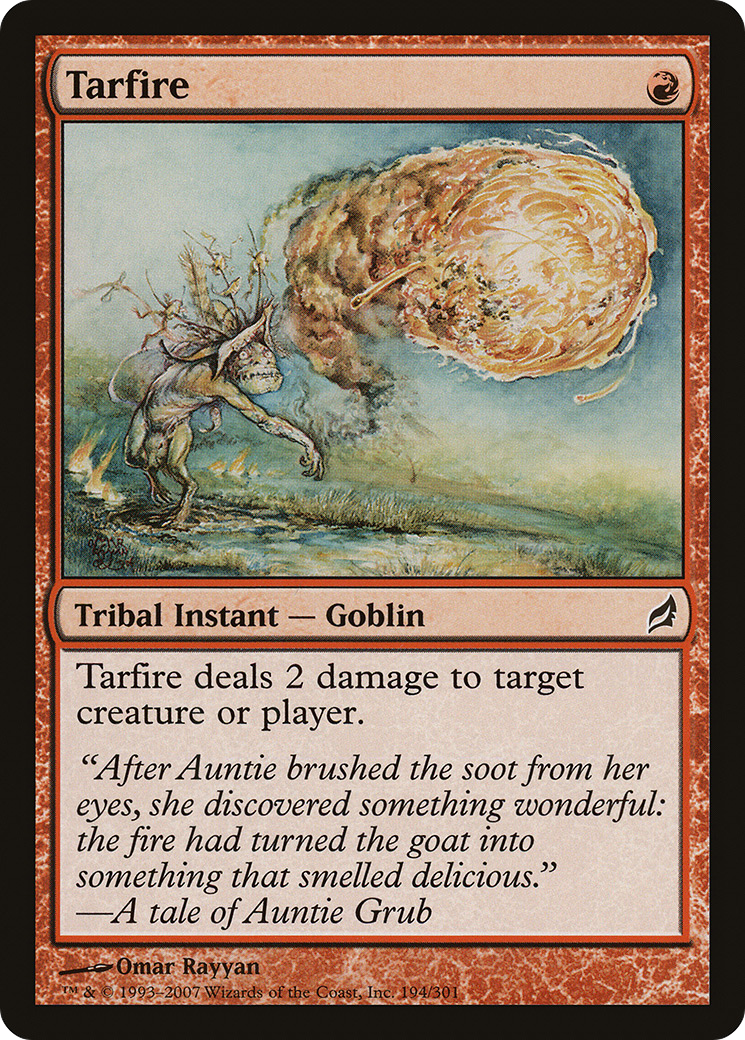 Tarfire
Tribal Instant — Goblin
Tarfire deals 2 damage to target
creature or player.
“After Auntie brushed the soot from her
eyes, she discovered something wonderful:
the fire had turned the goat into
something that smelled delicious.”
—A tale of Auntie Grub
Omar Rayyan
™ & © 1993–2007 Wizards of the Coast, Inc. 194/301